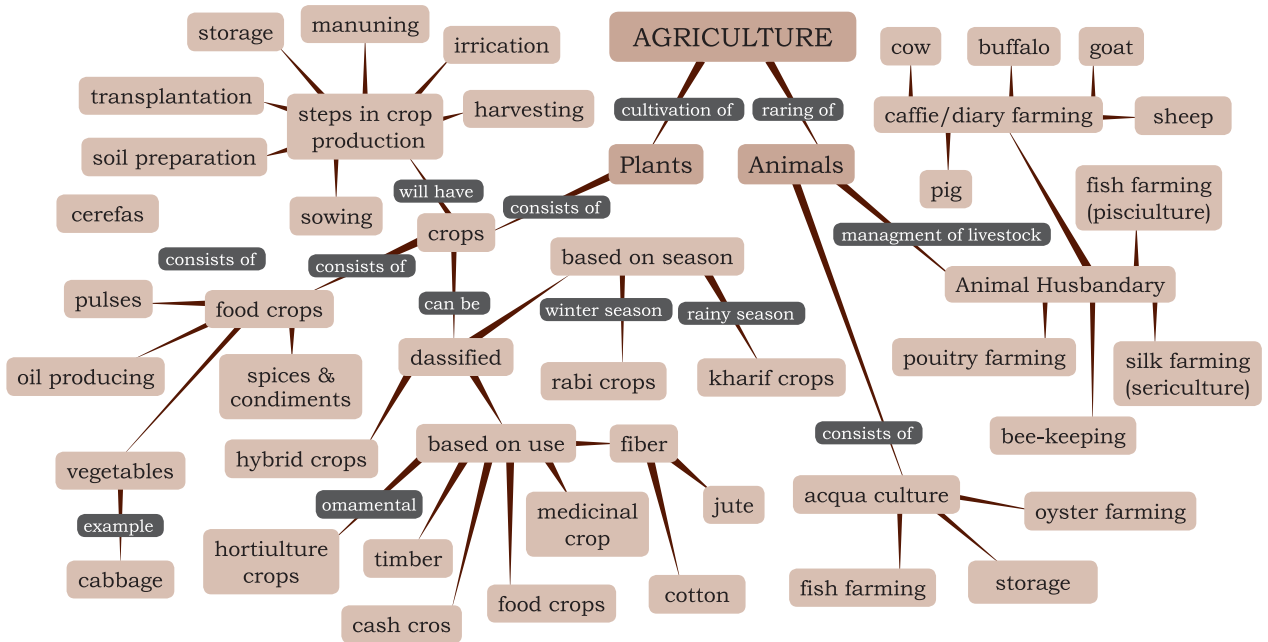 AGRICULTURE
storage
manuning
irrication
transplantation
steps in crop
production
harvesting
soil preparation
sowing
cerefas
cultivation of
raring of
Plants
Animals
cow
buffalo
goat
caffie/diary farming
sheep
pig
fish farming
(pisciulture)
will have
consists of
crops
managment of livestock
Animal Husbandary
consists of
consists of
pulses
food crops
can be
based on season
winter season
rainy season
oil producing
spices &
condiments
dassified
rabi crops
kharif crops
pouitry farming
silk farming
(sericulture)
bee-keeping
consists of
hybrid crops
based on use
fiber
vegetables
example
cabbage
omamental
hortiulture
crops
timber
cash cros
food crops
medicinal
crop
jute
cotton
acqua culture
oyster farming
fish farming
storage